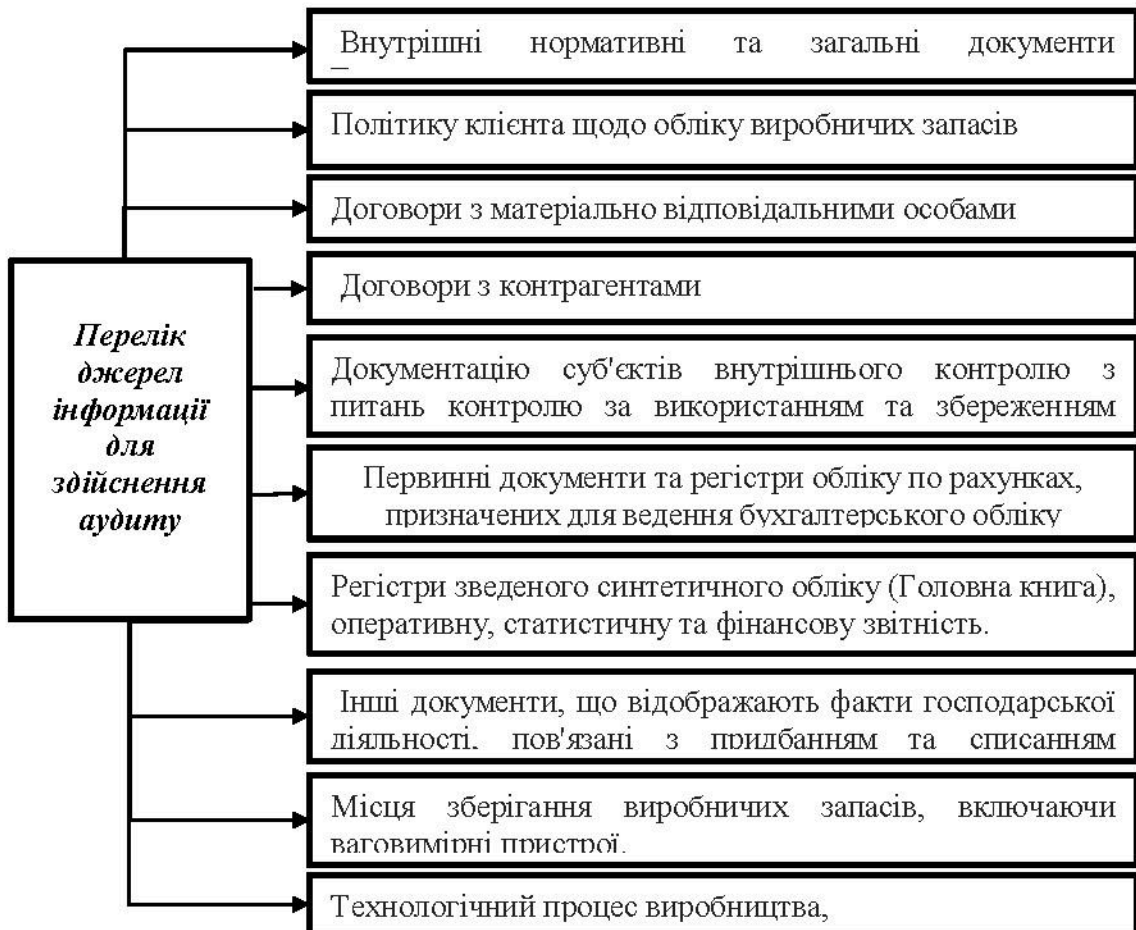 Внутрішні нормативні та загальні документи
Політику клієнта щодо обліку виробничих запасів
Договори з матеріально відповідальними особами
Договори з контрагентами
Перелік
джерел
інформації
для
здійснення
аудиту
Документацію суб'єктів внутрішнього контролю з
питань контролю за використанням та збереженням
Первинні документи та регістри обліку по рахунках,
призначених для ведення бухгалтерського обліку
Регістри зведеного синтетичного обліку (Головна книга),
оперативну, статистичну та фінансову звітність.
Інші документи, що відображають факти господарської
діяльності, пов'язані з придбанням та списанням
Місця зберігання виробничих запасів, включаючи
ваговимірні пристрої.
Технологічний процес виробництва,